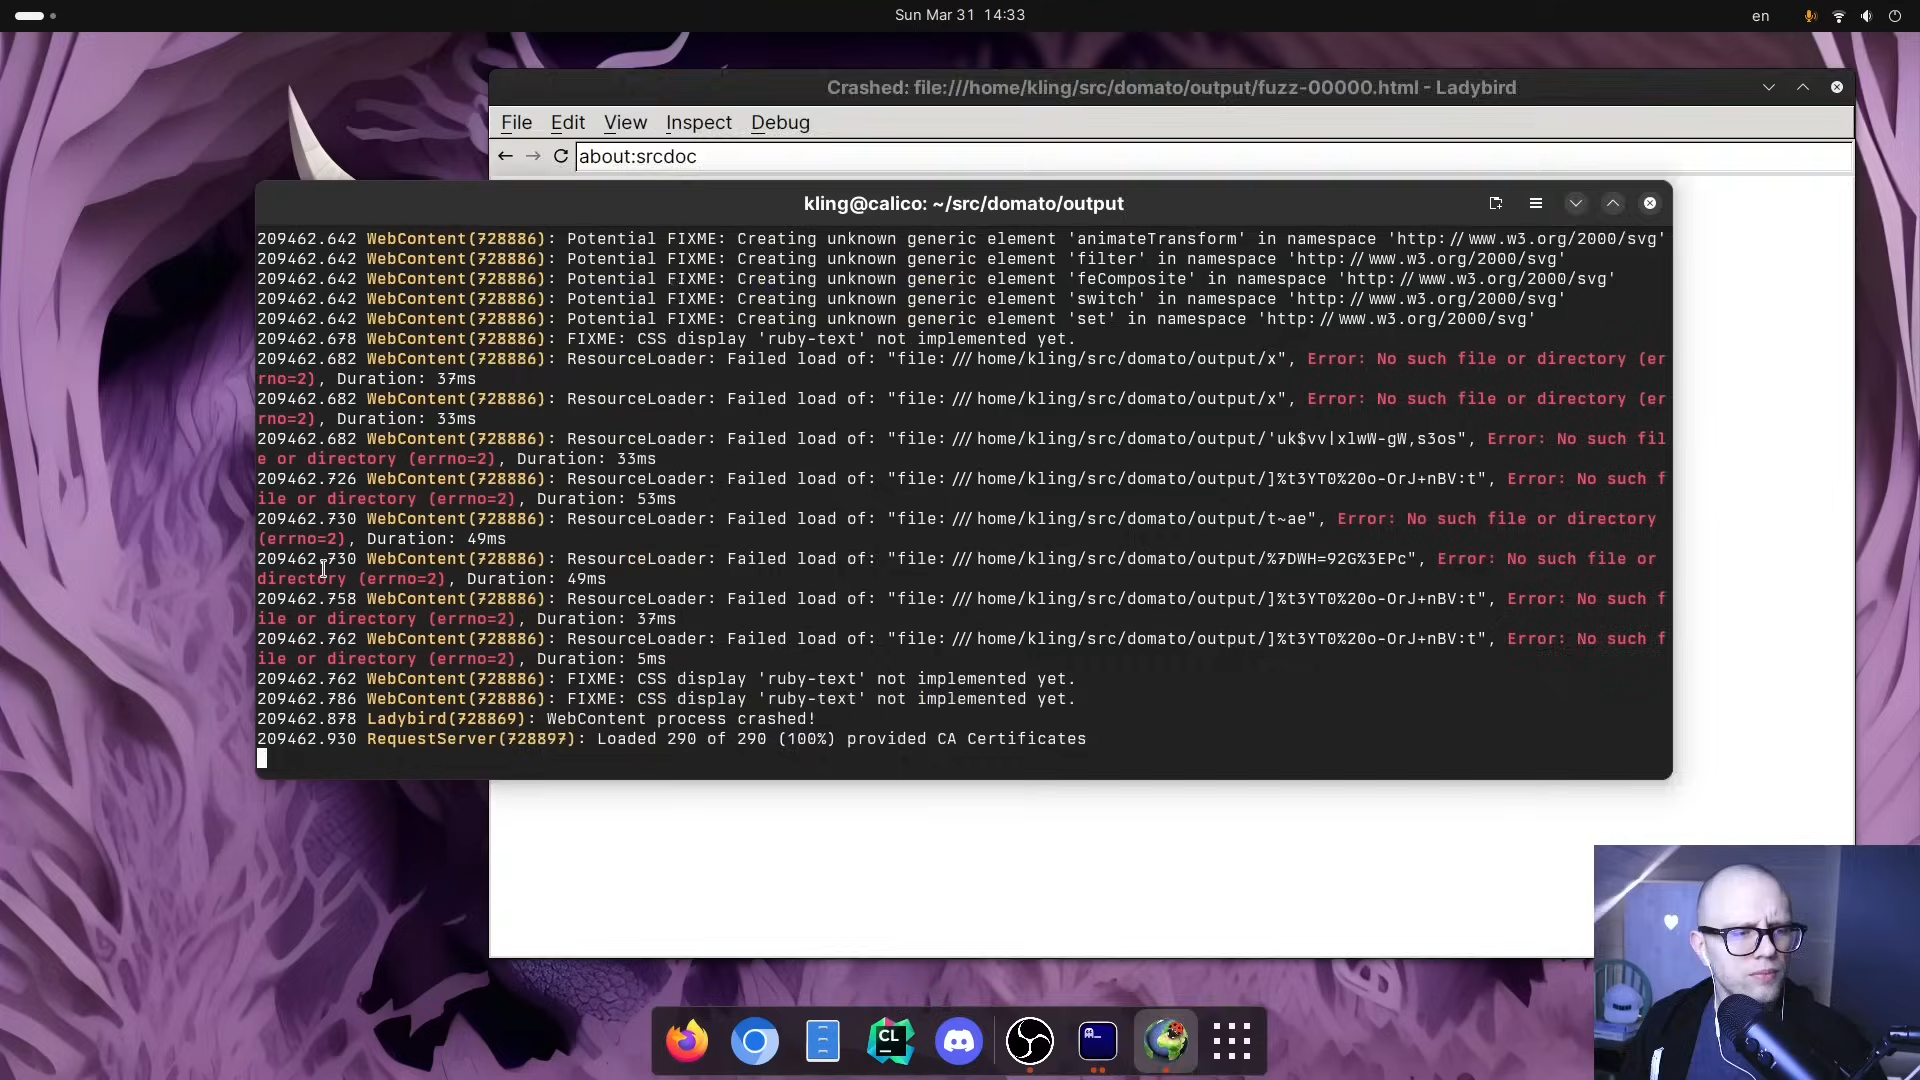 Sun Mar 31 14:33
en
Crashed: file:///home/kling/src/domato/output/fuzz-00000.html - Ladybird
File Edit View Inspect Debug
about:srcdoc
kling@calico: ~/src/domato/output
209462.642 WebContent(728886): Potential FIXME: Creating unknown generic element 'animateTransform' in namespace 'http://www.w3.org/2000/svg'
209462.642 WebContent(728886): Potential FIXME: Creating unknown generic element 'filter' in namespace 'http://www.w3.org/2000/svg'
209462.642 WebContent(728886): Potential FIXME: Creating unknown generic element 'feComposite' in namespace 'http://www.w3.org/2000/svg'
209462.642 WebContent(728886): Potential FIXME: Creating unknown generic element 'switch' in namespace 'http://www.w3.org/2000/svg'
209462.642 WebContent(728886): Potential FIXME: Creating unknown generic element 'set' in namespace 'http://www.w3.org/2000/svg'
209462.678 WebContent(728886): FIXME: CSS display 'ruby-text' not implemented yet.
209462.682 WebContent(728886): ResourceLoader: Failed load of: "file:///home/kling/src/domato/output/x", Error: No such file or directory (er
rno=2), Duration: 37ms
209462.682 WebContent(728886): ResourceLoader: Failed load of: "file:///home/kling/src/domato/output/x", Error: No such file or directory (er
rno=2), Duration: 33ms
209462.682 WebContent(728886): ResourceLoader: Failed load of: "file:///home/kling/src/domato/output/'uk$vv|xlwW-gW,s3os", Error: No such fil
e or directory (errno=2), Duration: 33ms
209462.726 WebContent(728886): ResourceLoader: Failed load of: "file:///home/kling/src/domato/output/]%t3YT0%20o-OrJ+nBV:t", Error: No such f
ile or directory (errno=2), Duration: 53ms
209462.730 WebContent(728886): ResourceLoader: Failed load of: "file:///home/kling/src/domato/output/t~ae", Error: No such file or directory
(errno=2), Duration: 49ms
209462.730 WebContent(728886): ResourceLoader: Failed load of: "file:///home/kling/src/domato/output/%7DWH=92G%3EPc", Error: No such file or
directory (errno=2), Duration: 49ms
209462.758 WebContent(728886): ResourceLoader: Failed load of: "file:///home/kling/src/domato/output/]%t3YT0%20o-OrJ+nBV:t", Error: No such f
ile or directory (errno=2), Duration: 37ms
209462.762 WebContent(728886): ResourceLoader: Failed load of: "file:///home/kling/src/domato/output/]%t3YT0%20o-OrJ+nBV:t", Error: No such f
ile or directory (errno=2), Duration: 5ms
209462.762 WebContent(728886): FIXME: CSS display 'ruby-text' not implemented yet.
209462.786 WebContent(728886): FIXME: CSS display 'ruby-text' not implemented yet.
209462.878 Ladybird(728869): WebContent process crashed!
209462.930 RequestServer(728897): Loaded 290 of 290 (100%) provided CA Certificates
CL